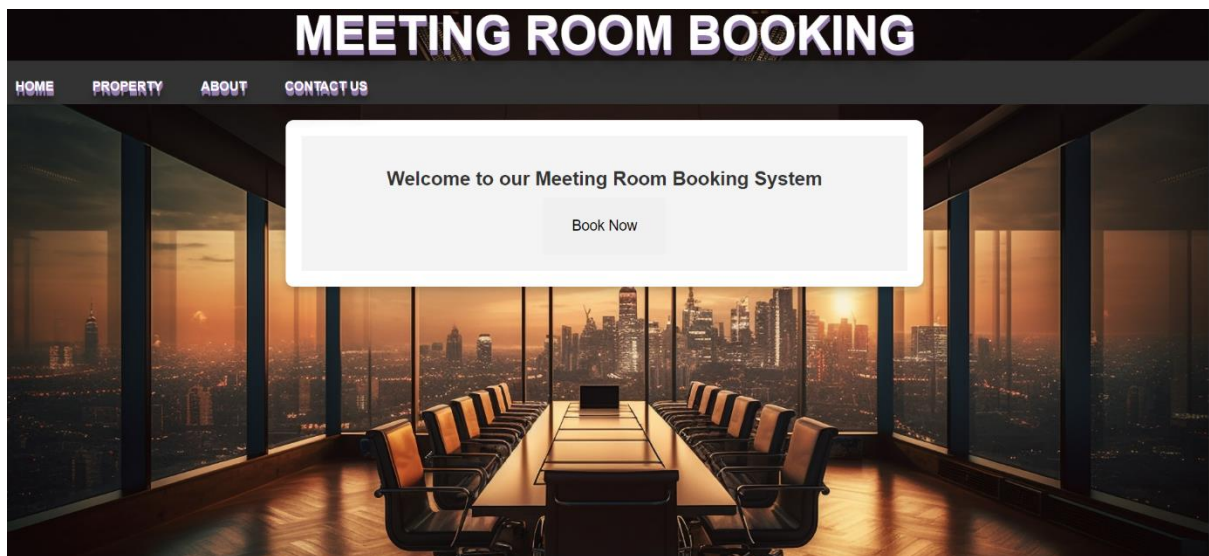 MEETING ROOM BOOKING
HOME PROPERTY ABOUT CONTACT US
Welcome to our Meeting Room Booking System
Book Now